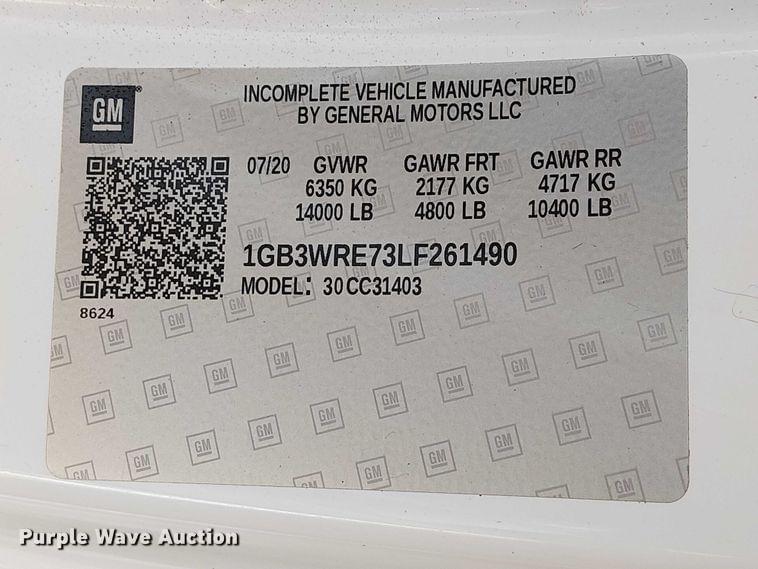 GM
INCOMPLETE VEHICLE MANUFACTURED
BY GENERAL MOTORS LLC
07/20 GVWR GAWR FRT GAWR RR
6350 KG 2177 KG 4717 KG
14000 LB 4800 LB 10400 LB
1GB3WRE73LF261490
MODEL: 30CC31403
8624
Purple Wave Auction